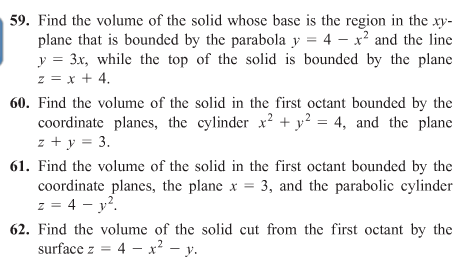 59. Find the volume of the solid whose base is the region in the xy-
plane that is bounded by the parabola y = 4 − x² and the line
y = 3x, while the top of the solid is bounded by the plane
z = x + 4.
60. Find the volume of the solid in the first octant bounded by the
coordinate planes, the cylinder x² + y² = 4, and the plane
z + y = 3.
61. Find the volume of the solid in the first octant bounded by the
coordinate planes, the plane x = 3, and the parabolic cylinder
z = 4 − y².
62. Find the volume of the solid cut from the first octant by the
surface z = 4 − x² − y.